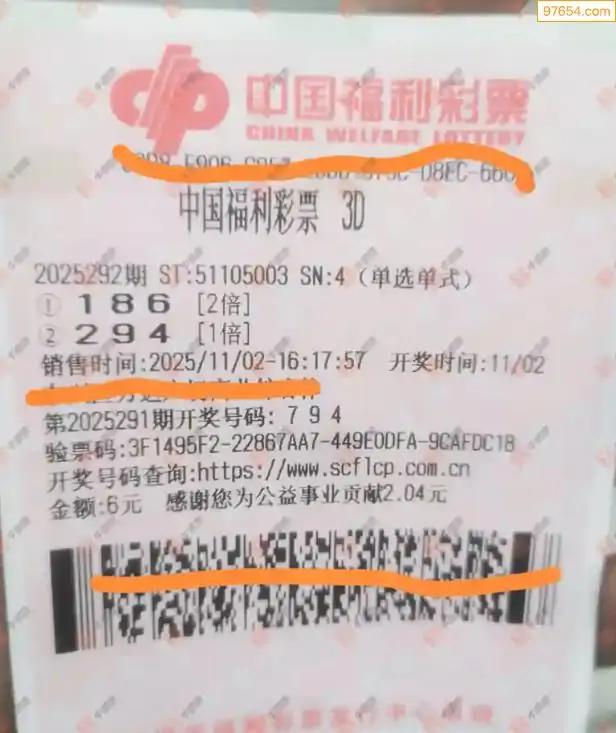 97654.com
中国福利彩票
CHINA WELFARE LOTTERY
中国福利彩票 3D
2025292期 ST:51105003 SN:4 (单选单式)
① 186 [2倍]
② 294 [1倍]
销售时间:2025/11/02-16:17:57 开奖时间:11/02
第2025291期开奖号码: 7 9 4
验票码:3F1495F2-22867AA7-449E0DFA-9CAFDC18
开奖号码查询:https://www.scflcp.com.cn
金额:6元 感谢您为公益事业贡献2.04元